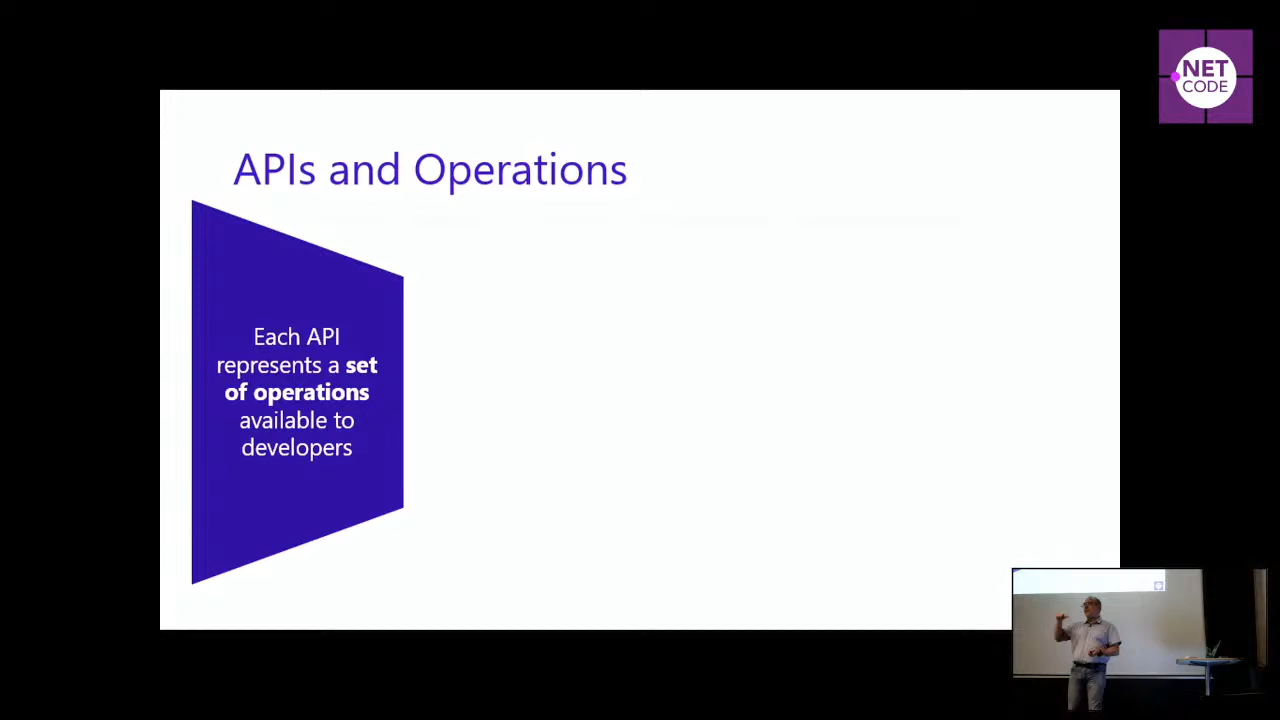 NET
CODE
APIs and Operations
Each API
represents a set
of operations
available to
developers